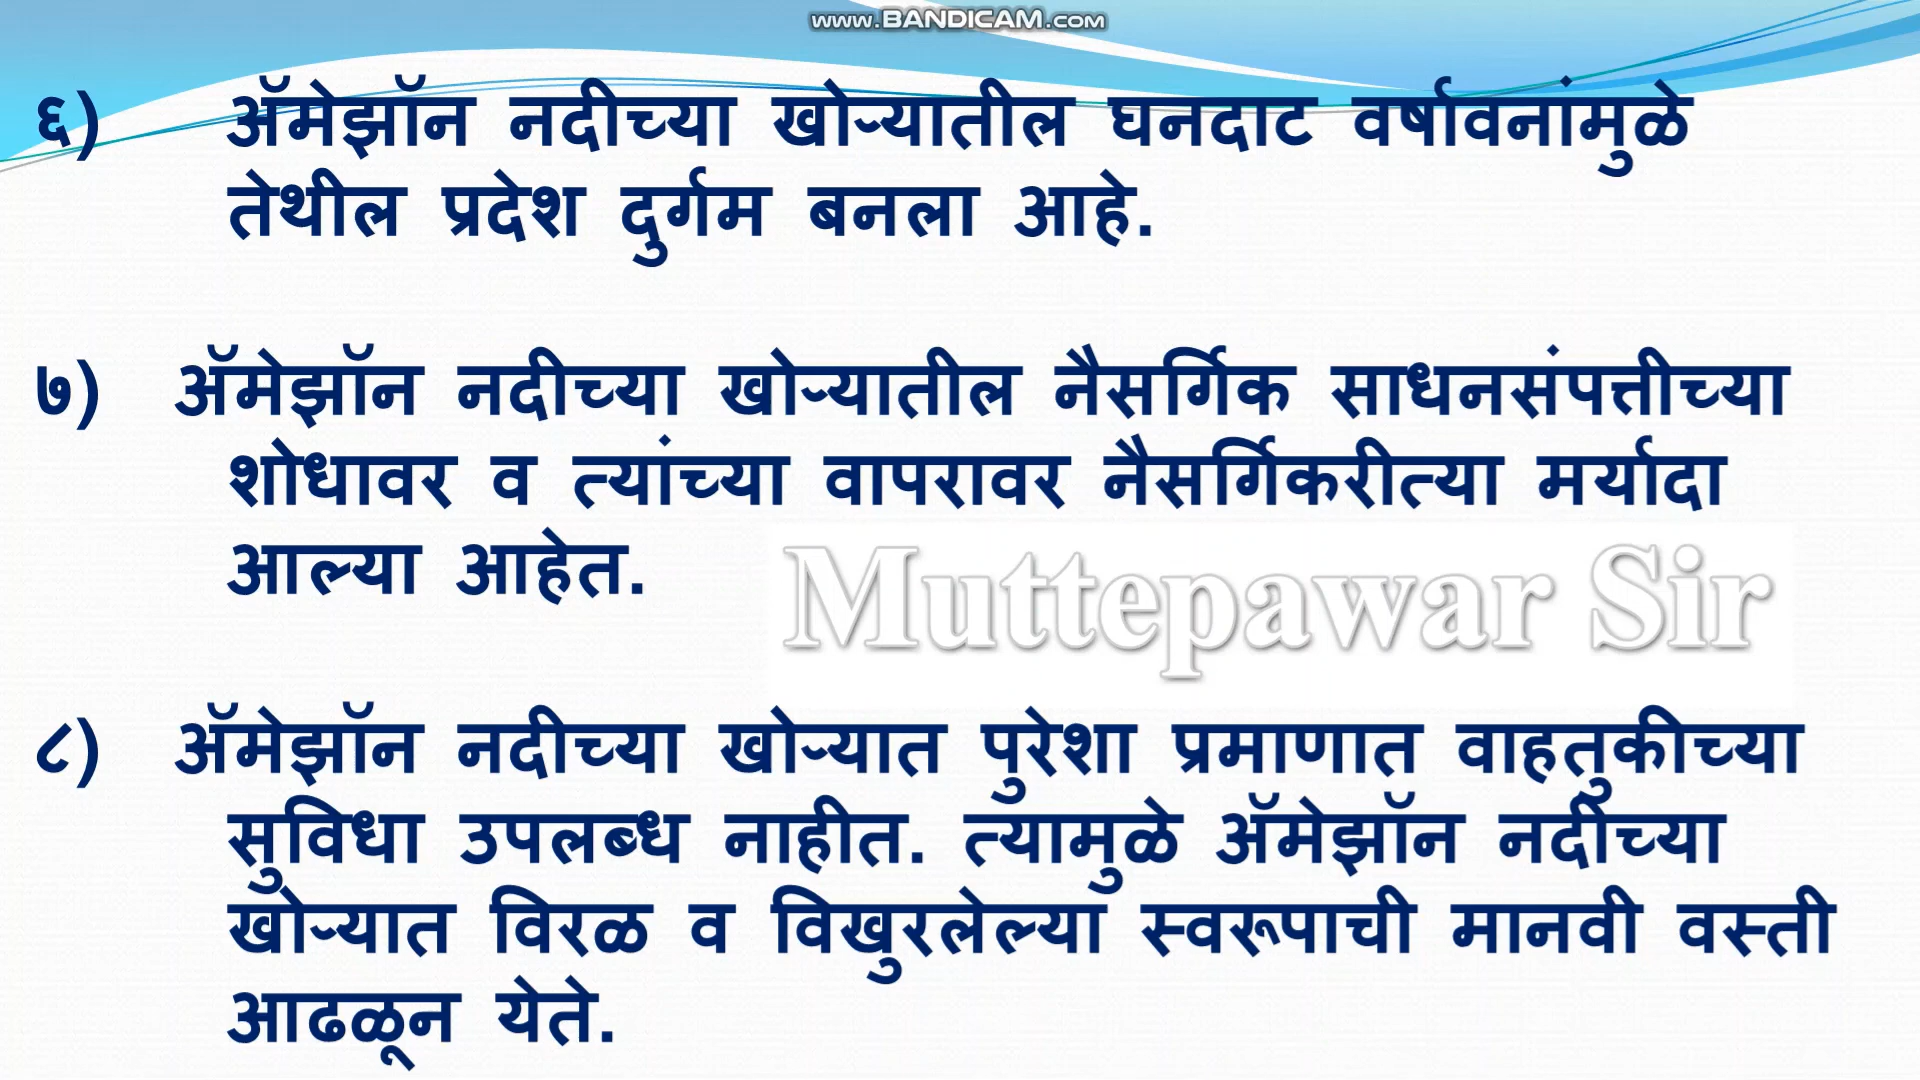 www.BANDICAM.com
६) ॲमेझॉन नदीच्या खोऱ्यातील घनदाट वर्षावनांमुळे
तेथील प्रदेश दुर्गम बनला आहे.
७) ॲमेझॉन नदीच्या खोऱ्यातील नैसर्गिक साधनसंपत्तीच्या
शोधावर व त्यांच्या वापरावर नैसर्गिकरीत्या मर्यादा
आल्या आहेत.
Muttepawar Sir
८) ॲमेझॉन नदीच्या खोऱ्यात पुरेशा प्रमाणात वाहतुकीच्या
सुविधा उपलब्ध नाहीत. त्यामुळे ॲमेझॉन नदीच्या
खोऱ्यात विरळ व विखुरलेल्या स्वरूपाची मानवी वस्ती
आढळून येते.